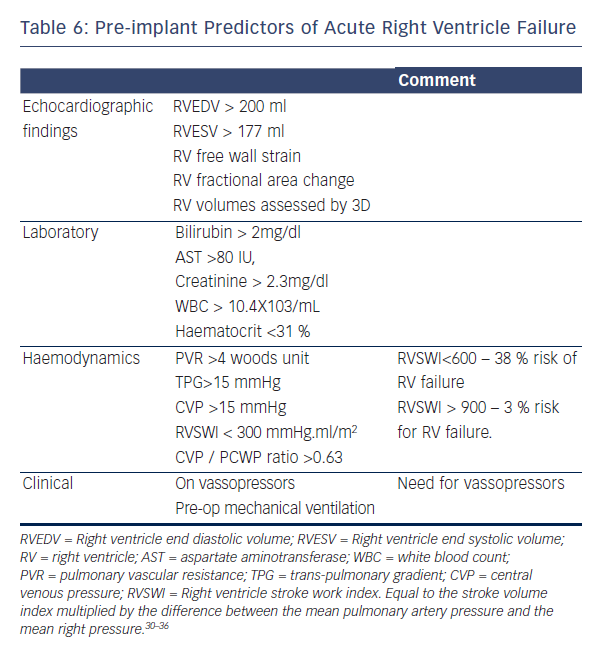 Table 6: Pre-implant Predictors of Acute Right Ventricle Failure
Comment
Echocardiographic RVEDV > 200 ml
findings RVESV > 177 ml
RV free wall strain
RV fractional area change
RV volumes assessed by 3D
Laboratory Bilirubin > 2mg/dl
AST >80 IU,
Creatinine > 2.3mg/dl
WBC > 10.4X103/mL
Haematocrit <31 %
Haemodynamics PVR >4 woods unit RVSWI<600 – 38 % risk of
TPG>15 mmHg RV failure
CVP >15 mmHg RVSWI > 900 – 3 % risk
RVSWI < 300 mmHg.ml/m² for RV failure.
CVP / PCWP ratio >0.63
Clinical On vassopressors Need for vassopressors
Pre-op mechanical ventilation
RVEDV = Right ventricle end diastolic volume; RVESV = Right ventricle end systolic volume;
RV = right ventricle; AST = aspartate aminotransferase; WBC = white blood count;
PVR = pulmonary vascular resistance; TPG = trans-pulmonary gradient; CVP = central
venous pressure; RVSWI = Right ventricle stroke work index. Equal to the stroke volume
index multiplied by the difference between the mean pulmonary artery pressure and the
mean right pressure.³⁰⁻³⁶